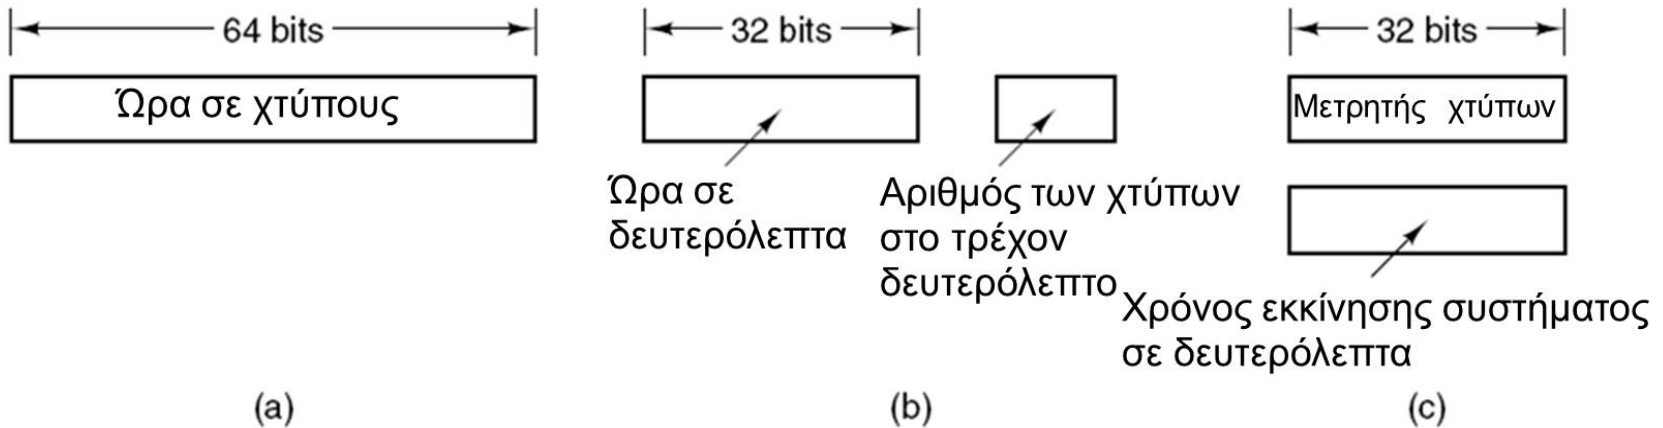 64 bits
Ώρα σε χτύπους
(a)
32 bits
Ώρα σε
δευτερόλεπτα
Αριθμός των χτύπων
στο τρέχον
δευτερόλεπτο
(b)
32 bits
Μετρητής χτύπων
Χρόνος εκκίνησης συστήματος
σε δευτερόλεπτα
(c)